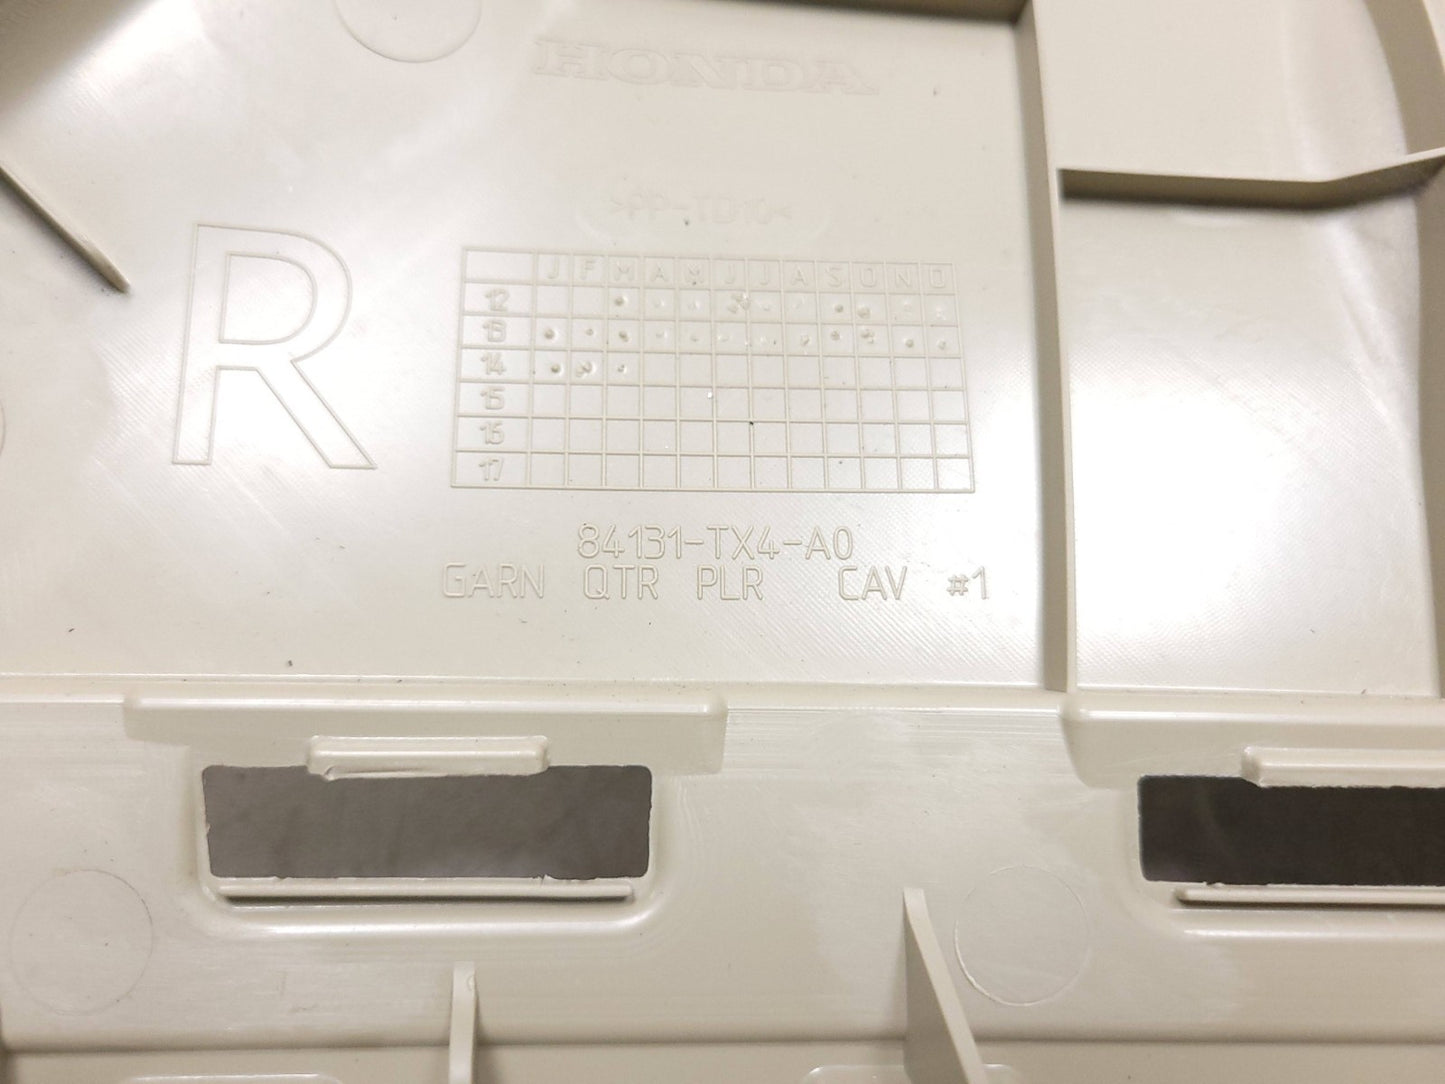 HONDA
>PP-TD10<
R
J F M A M J J A S O N D
12
13
14
15
16
17
84131-TX4-A0
GARN QTR PLR CAV #1